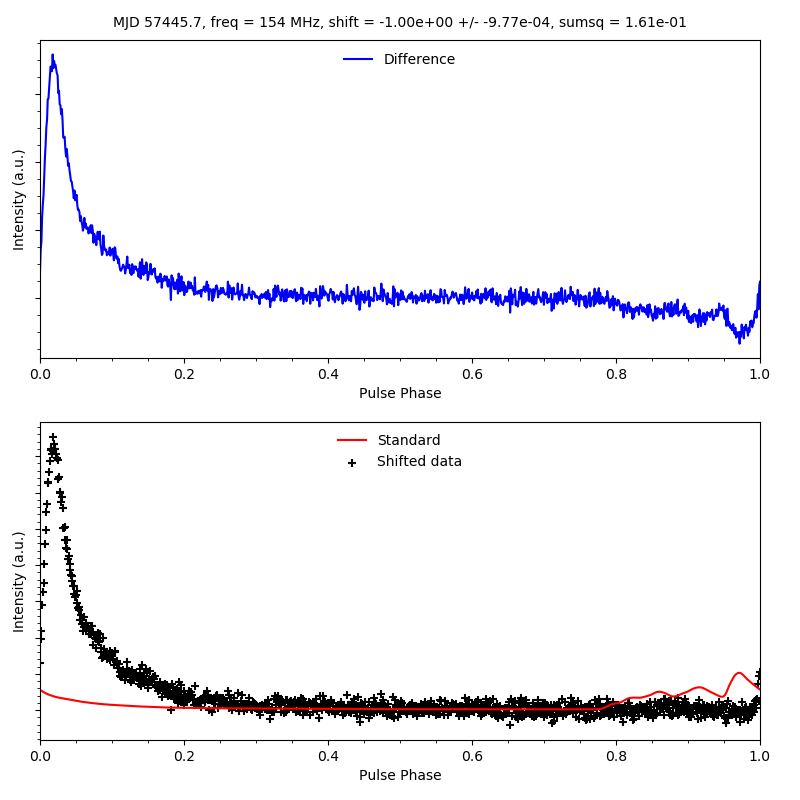 MJD 57445.7, freq = 154 MHz, shift = -1.00e+00 +/- -9.77e-04, sumsq = 1.61e-01
Difference
Intensity (a.u.)
0.0 0.2 0.4 0.6 0.8 1.0
Pulse Phase
Standard
Shifted data
Intensity (a.u.)
0.0 0.2 0.4 0.6 0.8 1.0
Pulse Phase